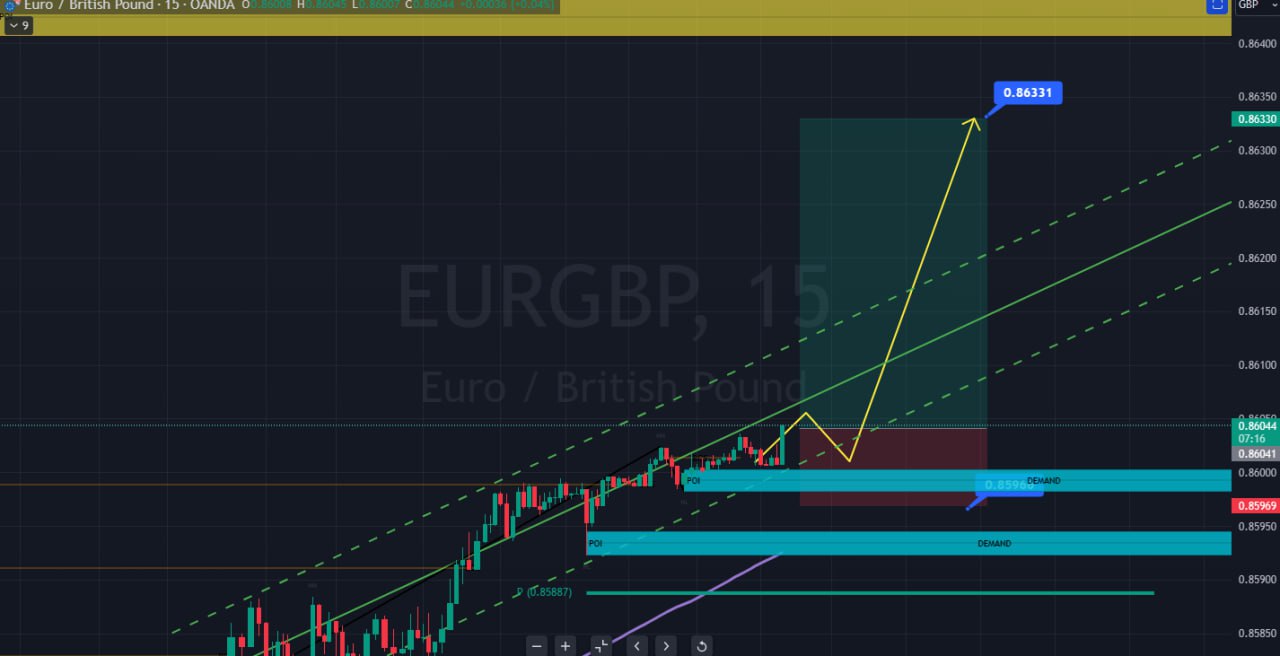 Euro / British Pound · 15 · OANDA O0.86008 H0.86045 L0.86007 C0.86044 +0.00036 (+0.04%)
GBP
9
0.86400
0.86331
0.86350
0.86330
0.86300
0.86250
EURGBP, 15
0.86200
0.86150
Euro / British Pound
0.86100
0.86050
0.86044
07:16
0.86041
0.86000
POI
DEMAND
0.85969
0.85950
POI
DEMAND
0.85900
P (0.85887)
0.85850